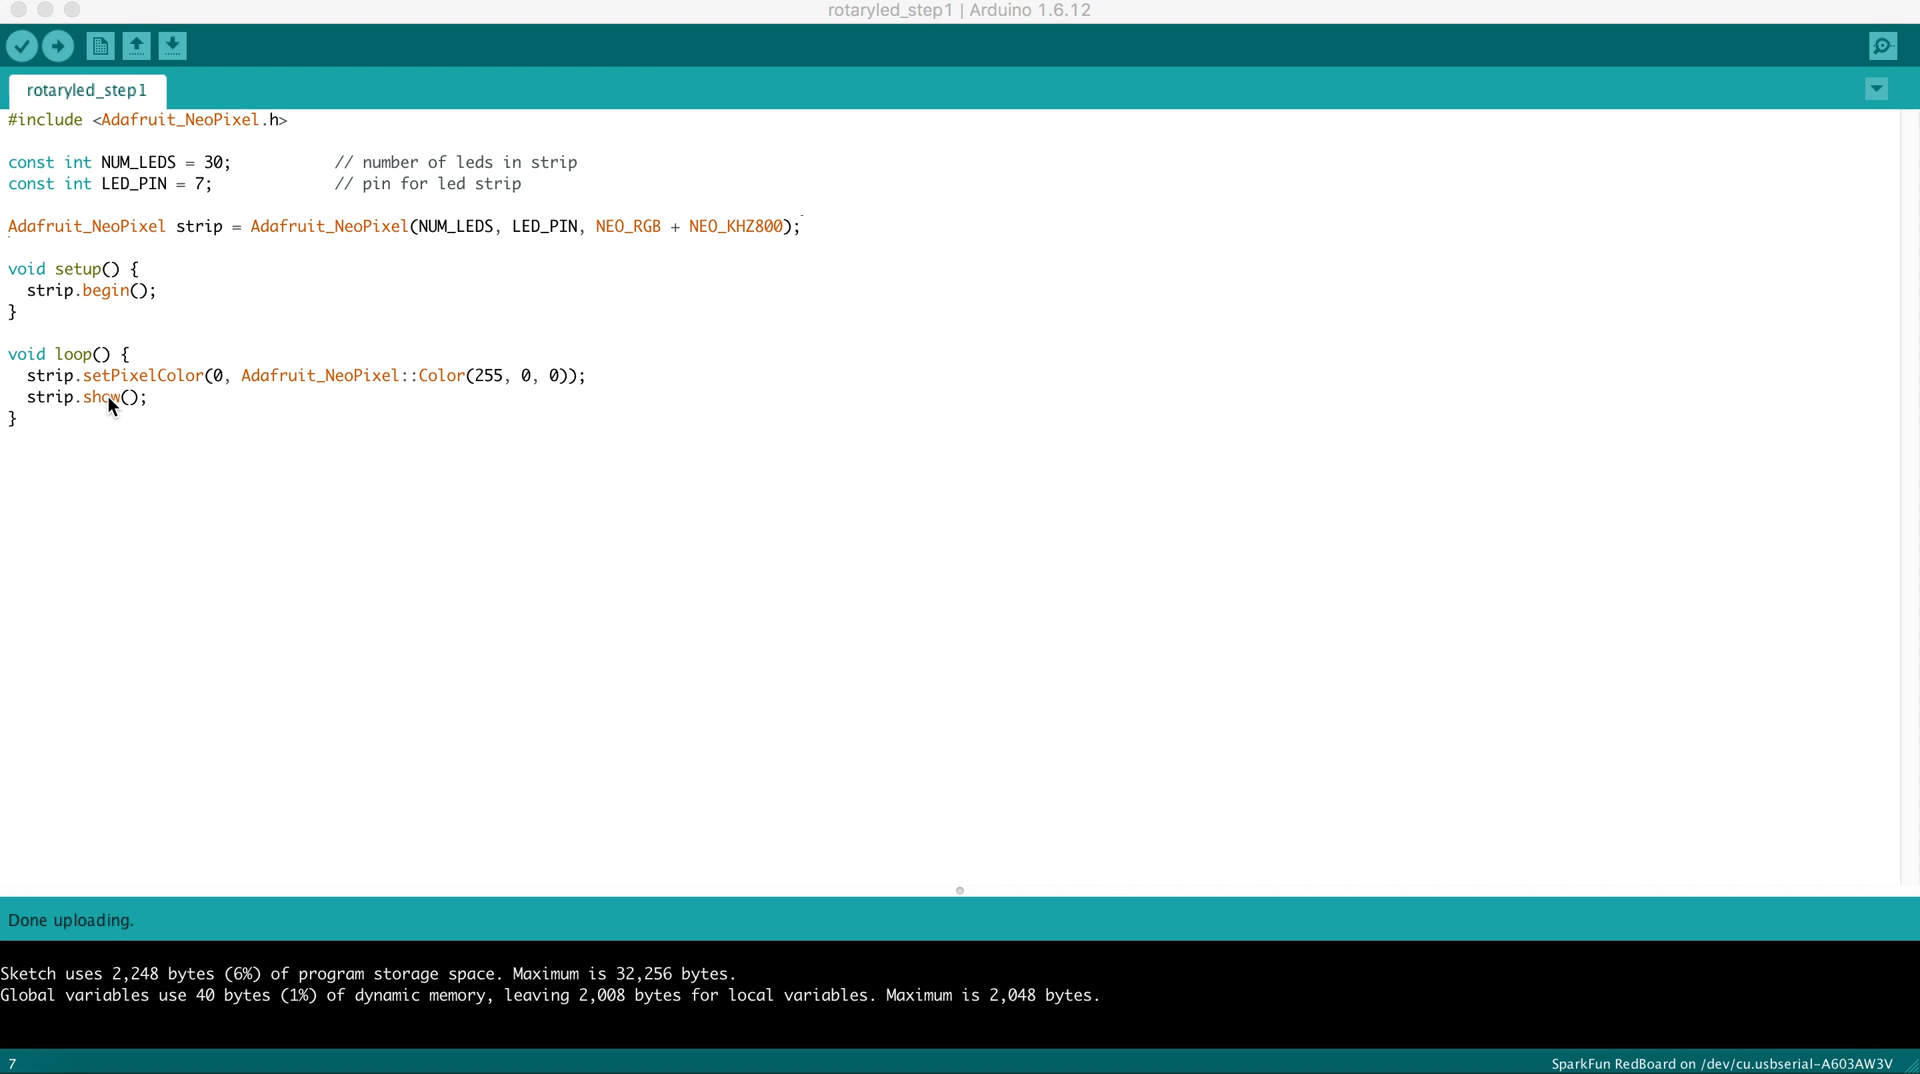 rotaryled_step1 | Arduino 1.6.12
rotaryled_step1
#include <Adafruit_NeoPixel.h>
const int NUM_LEDS = 30;           // number of leds in strip
const int LED_PIN = 7;             // pin for led strip
Adafruit_NeoPixel strip = Adafruit_NeoPixel(NUM_LEDS, LED_PIN, NEO_RGB + NEO_KHZ800);
void setup() {
  strip.begin();
}
void loop() {
  strip.setPixelColor(0, Adafruit_NeoPixel::Color(255, 0, 0));
  strip.show();
}
Done uploading.
Sketch uses 2,248 bytes (6%) of program storage space. Maximum is 32,256 bytes.
Global variables use 40 bytes (1%) of dynamic memory, leaving 2,008 bytes for local variables. Maximum is 2,048 bytes.
7 SparkFun RedBoard on /dev/cu.usbserial-A603AW3V